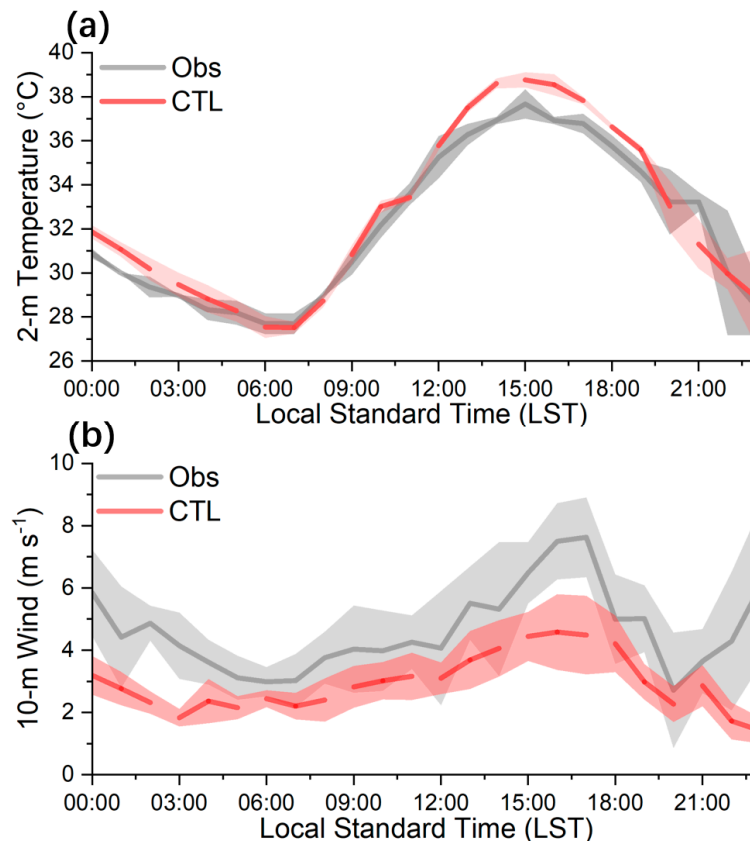 (a)
40
38
36
34
32
30
28
26
2-m Temperature (°C)
Obs
CTL
00:00 03:00 06:00 09:00 12:00 15:00 18:00 21:00
Local Standard Time (LST)
(b)
10
8
6
4
2
0
10-m Wind (m s⁻¹)
Obs
CTL
00:00 03:00 06:00 09:00 12:00 15:00 18:00 21:00
Local Standard Time (LST)